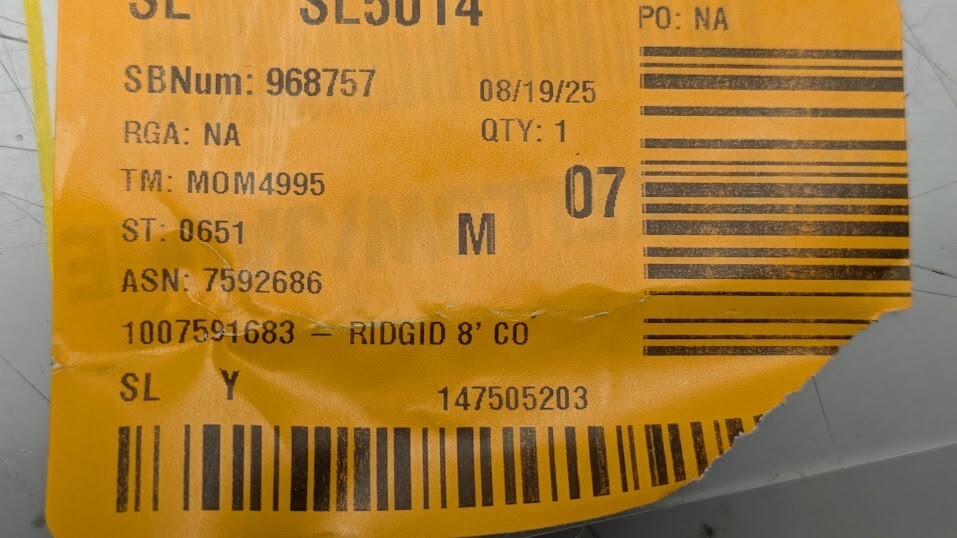 SL SL5014 PO: NA
SBNum: 968757 08/19/25
RGA: NA QTY: 1
TM: MOM4995 07
ST: 0651 M
ASN: 7592686
1007591683 – RIDGID 8' CO
SL Y 147505203